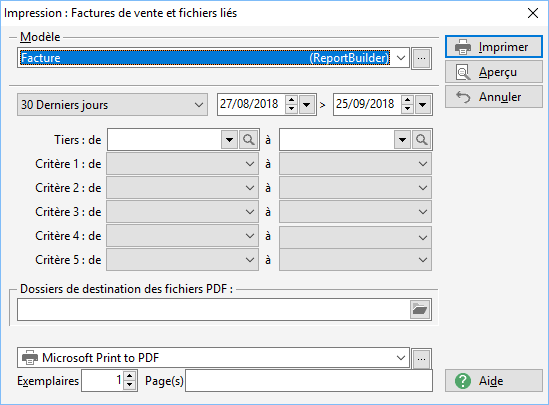 Impression : Factures de vente et fichiers liés
Modèle
Facture (ReportBuilder) ...
Imprimer
Aperçu
Annuler
30 Derniers jours 27/08/2018 > 25/09/2018
Tiers : de à
Critère 1 : de à
Critère 2 : de à
Critère 3 : de à
Critère 4 : de à
Critère 5 : de à
Dossiers de destination des fichiers PDF :
Microsoft Print to PDF ...
Exemplaires 1 Page(s)
Aide